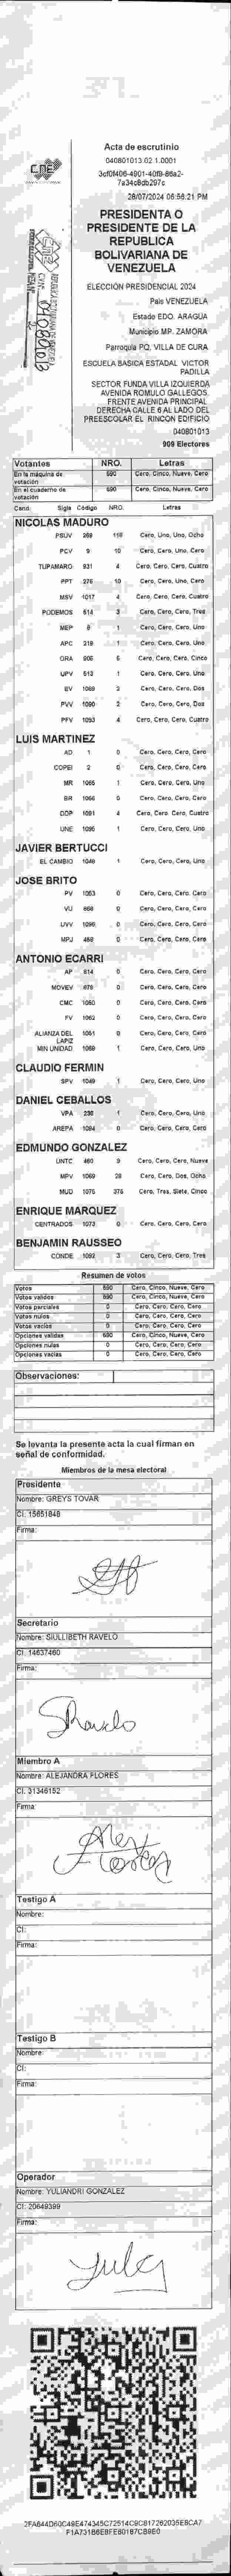 CNE
Acta de escrutinio
040801013.02.1.0001
28/07/2024 06:56:21 PM
PRESIDENTA O
PRESIDENTE DE LA
REPUBLICA
BOLIVARIANA DE
VENEZUELA
ELECCIÓN PRESIDENCIAL 2024
País VENEZUELA
Estado EDO. ARAGUA
Municipio MP. ZAMORA
Parroquia PQ. VILLA DE CURA
ESCUELA BASICA ESTADAL VICTOR
PADILLA
SECTOR FUNDA VILLA IZQUIERDA
AVENIDA ROMULO GALLEGOS.
FRENTE AVENIDA PRINCIPAL.
DERECHA CALLE 6 AL LADO DEL
PREESCOLAR EL RINCON EDIFICIO
040801013
909 Electores
Votantes NRO. Letras
En la máquina de votación 590 Cero, Cinco, Nueve, Cero
En el cuaderno de votación 590 Cero, Cinco, Nueve, Cero
Cand Sigla Código NRO. Letras
NICOLAS MADURO
PSUV 118 Cero, Uno, Uno, Ocho
PCV 9 10 Cero, Cero, Uno, Cero
TUPAMARO 931 4 Cero, Cero, Cero, Cuatro
PPT 275 10 Cero, Cero, Uno, Cero
MSV 1017 4 Cero, Cero, Cero, Cuatro
PODEMOS 514 3 Cero, Cero, Cero, Tres
MEP 1 Cero, Cero, Cero, Uno
APC 219 1 Cero, Cero, Cero, Uno
ORA 906 5 Cero, Cero, Cero, Cinco
UPV 512 1 Cero, Cero, Cero, Uno
EV 1089 2 Cero, Cero, Cero, Dos
PVV 1090 2 Cero, Cero, Cero, Dos
PFV 1093 4 Cero, Cero, Cero, Cuatro
LUIS MARTINEZ
AD 1 0 Cero, Cero, Cero, Cero
COPEI 2 0 Cero, Cero, Cero, Cero
MR 1065 1 Cero, Cero, Cero, Uno
BR 1066 0 Cero, Cero, Cero, Cero
DDP 1091 4 Cero, Cero, Cero, Cuatro
UNE 1095 1 Cero, Cero, Cero, Uno
JAVIER BERTUCCI
EL CAMBIO 1048 1 Cero, Cero, Cero, Uno
JOSE BRITO
PV 1053 0 Cero, Cero, Cero, Cero
VU 868 0 Cero, Cero, Cero, Cero
UVV 1096 0 Cero, Cero, Cero, Cero
MPJ 458 0 Cero, Cero, Cero, Cero
ANTONIO ECARRI
AP 814 0 Cero, Cero, Cero, Cero
MOVEV 876 0 Cero, Cero, Cero, Cero
CMC 1050 0 Cero, Cero, Cero, Cero
FV 1062 0 Cero, Cero, Cero, Cero
ALIANZA DEL LAPIZ 1051 0 Cero, Cero, Cero, Cero
MIN UNIDAD 1069 1 Cero, Cero, Cero, Uno
CLAUDIO FERMIN
SPV 1049 1 Cero, Cero, Cero, Uno
DANIEL CEBALLOS
VPA 238 1 Cero, Cero, Cero, Uno
AREPA 1094 0 Cero, Cero, Cero, Cero
EDMUNDO GONZALEZ
UNTC 460 9 Cero, Cero, Cero, Nueve
MPV 1069 28 Cero, Cero, Dos, Ocho
MUD 1075 375 Cero, Tres, Siete, Cinco
ENRIQUE MARQUEZ
CENTRADOS 1073 0 Cero, Cero, Cero, Cero
BENJAMIN RAUSSEO
CONDE 1092 3 Cero, Cero, Cero, Tres
Resumen de votos
Votos 590 Cero, Cinco, Nueve, Cero
Votos validos 590 Cero, Cinco, Nueve, Cero
Votos parciales 0 Cero, Cero, Cero, Cero
Votos nulos 0 Cero, Cero, Cero, Cero
Votos vacíos 0 Cero, Cero, Cero, Cero
Opciones validas 590 Cero, Cinco, Nueve, Cero
Opciones nulas 0 Cero, Cero, Cero, Cero
Opciones vacias 0 Cero, Cero, Cero, Cero
Observaciones:
Se levanta la presente acta la cual firman en
señal de conformidad.
Miembros de la mesa electoral
Presidente
Nombre: GREYS TOVAR
CI: 15651848
Firma:
Secretario
Nombre: SIULLIBETH RAVELO
CI: 14637460
Firma:
Ravelo
Miembro A
Nombre: ALEJANDRA FLORES
CI: 31346152
Firma:
Testigo A
Nombre:
CI:
Firma:
Testigo B
Nombre:
CI:
Firma:
Operador
Nombre: YULIANDRI GONZALEZ
CI: 20649399
Firma: